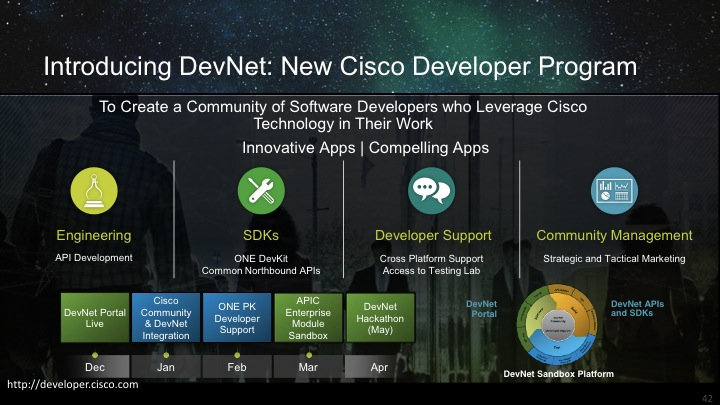 Introducing DevNet: New Cisco Developer Program
To Create a Community of Software Developers who Leverage Cisco
Technology in Their Work
Innovative Apps | Compelling Apps
Engineering
API Development
SDKs
ONE DevKit
Common Northbound APIs
Developer Support
Cross Platform Support
Access to Testing Lab
Community Management
Strategic and Tactical Marketing
DevNet Portal
Live
Cisco
Community
& DevNet
Integration
ONE PK
Developer
Support
APIC
Enterprise
Module
Sandbox
DevNet
Hackathon
(May)
Dec
Jan
Feb
Mar
Apr
DevNet
Portal
DevNet APIs
and SDKs
DevNet Sandbox Platform
http://developer.cisco.com
42